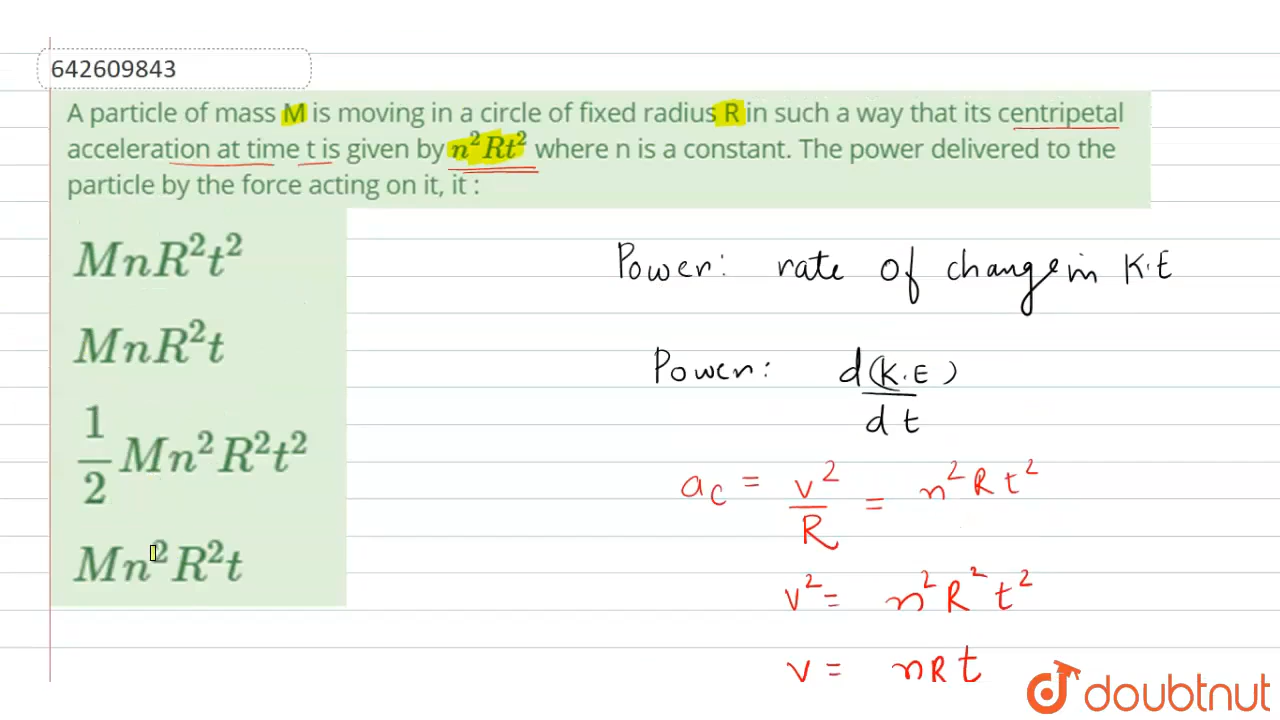 642609843
A particle of mass M is moving in a circle of fixed radius R in such a way that its centripetal
acceleration at time t is given by n²Rt² where n is a constant. The power delivered to the
particle by the force acting on it, it :
MnR²t²
MnR²t
1/2 Mn²R²t²
Mn²R²t
Power: rate of change in K.E
Power: d(K.E) / dt
ac = v²/R = n²Rt²
v² = n²R²t²
v = nRt
doubtnut